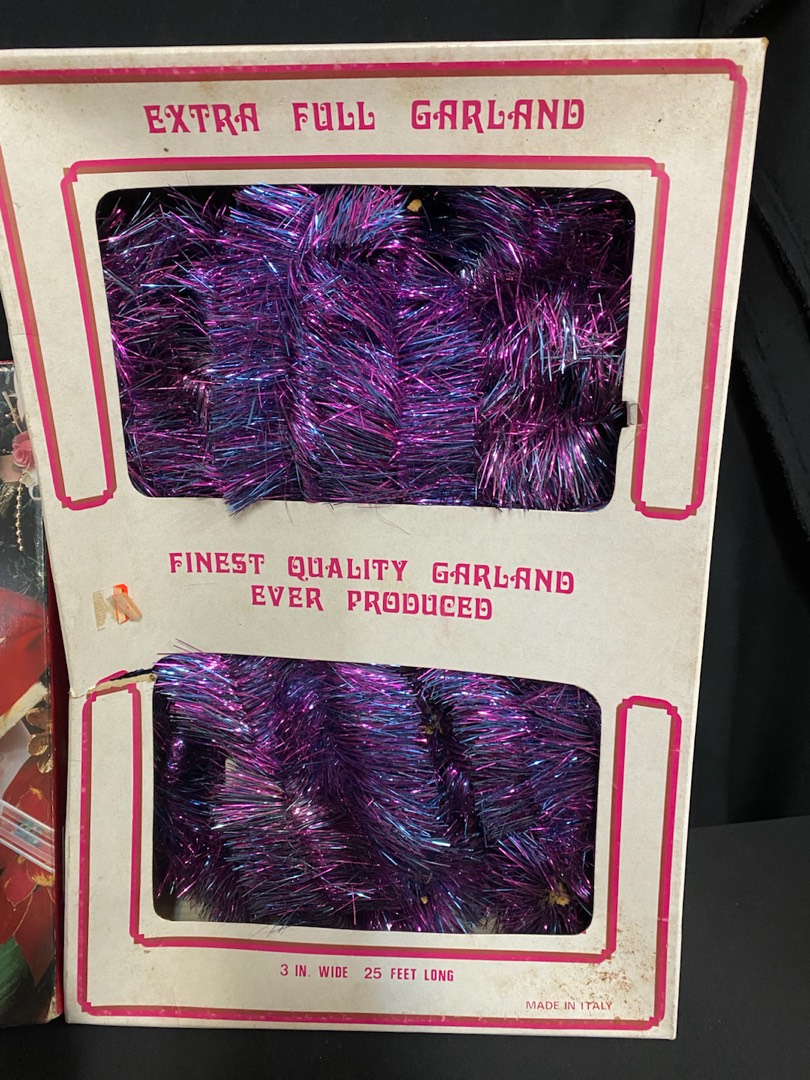 EXTRA FULL GARLAND
FINEST QUALITY GARLAND
EVER PRODUCED
3 IN. WIDE 25 FEET LONG
MADE IN ITALY